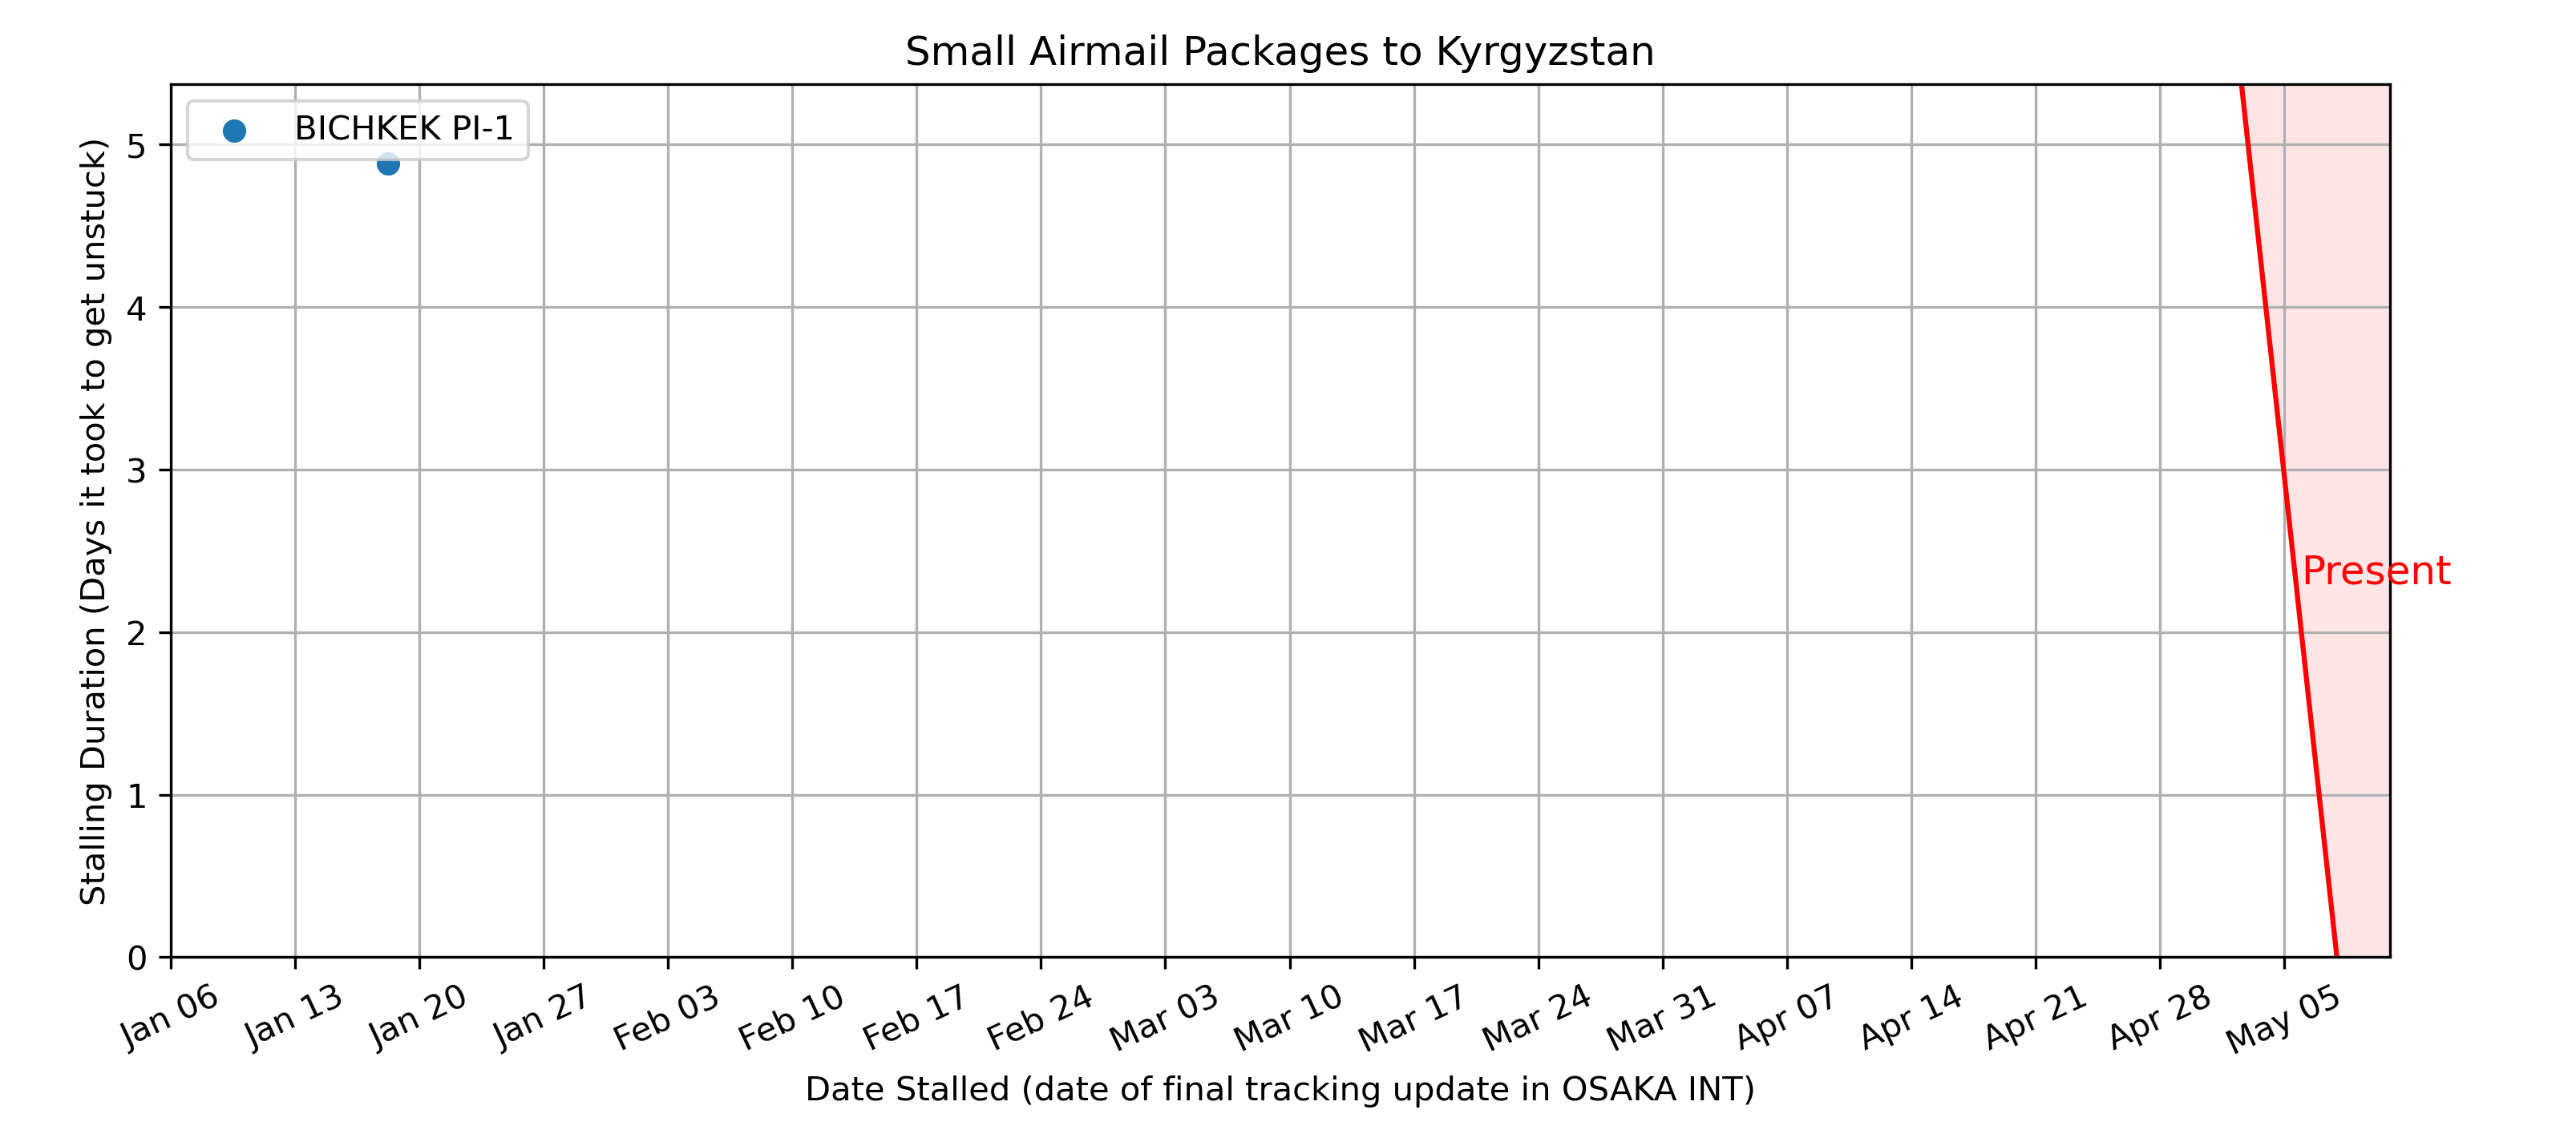 Small Airmail Packages to Kyrgyzstan
BICHKEK PI-1
Stalling Duration (Days it took to get unstuck)
5
4
3
2
1
0
Present
Jan 06
Jan 13
Jan 20
Jan 27
Feb 03
Feb 10
Feb 17
Feb 24
Mar 03
Mar 10
Mar 17
Mar 24
Mar 31
Apr 07
Apr 14
Apr 21
Apr 28
May 05
Date Stalled (date of final tracking update in OSAKA INT)